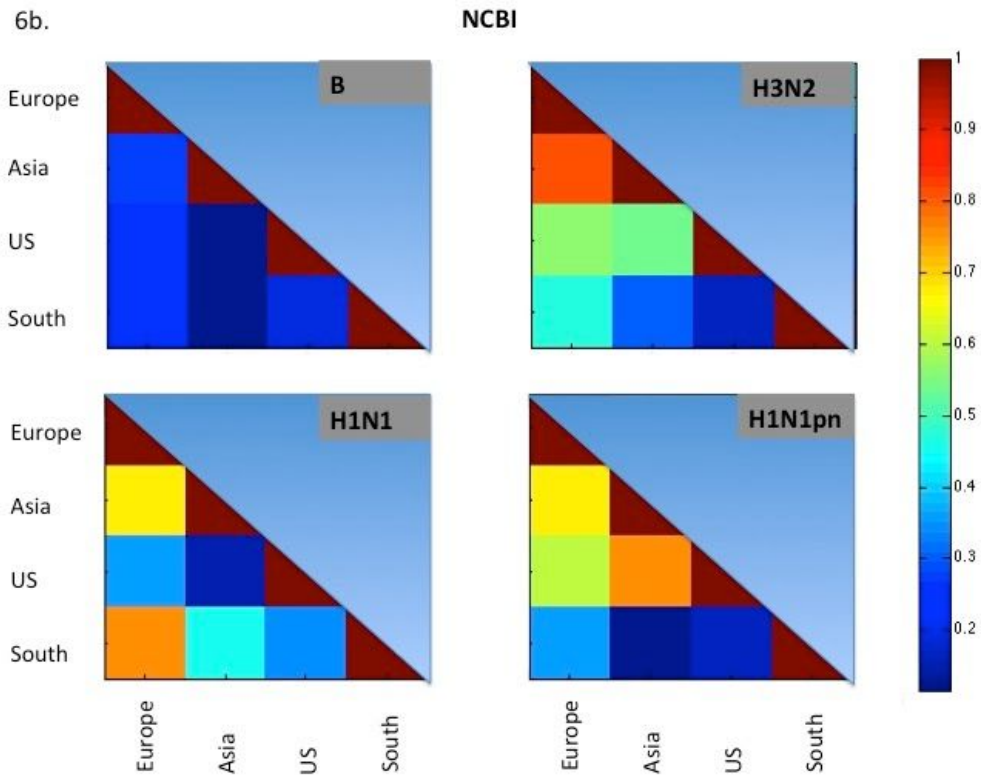 6b.
NCBI
B
H3N2
Europe
Asia
US
South
H1N1
H1N1pn
Europe
Asia
US
South
Europe
Asia
US
South
Europe
Asia
US
South
1
0.9
0.8
0.7
0.6
0.5
0.4
0.3
0.2